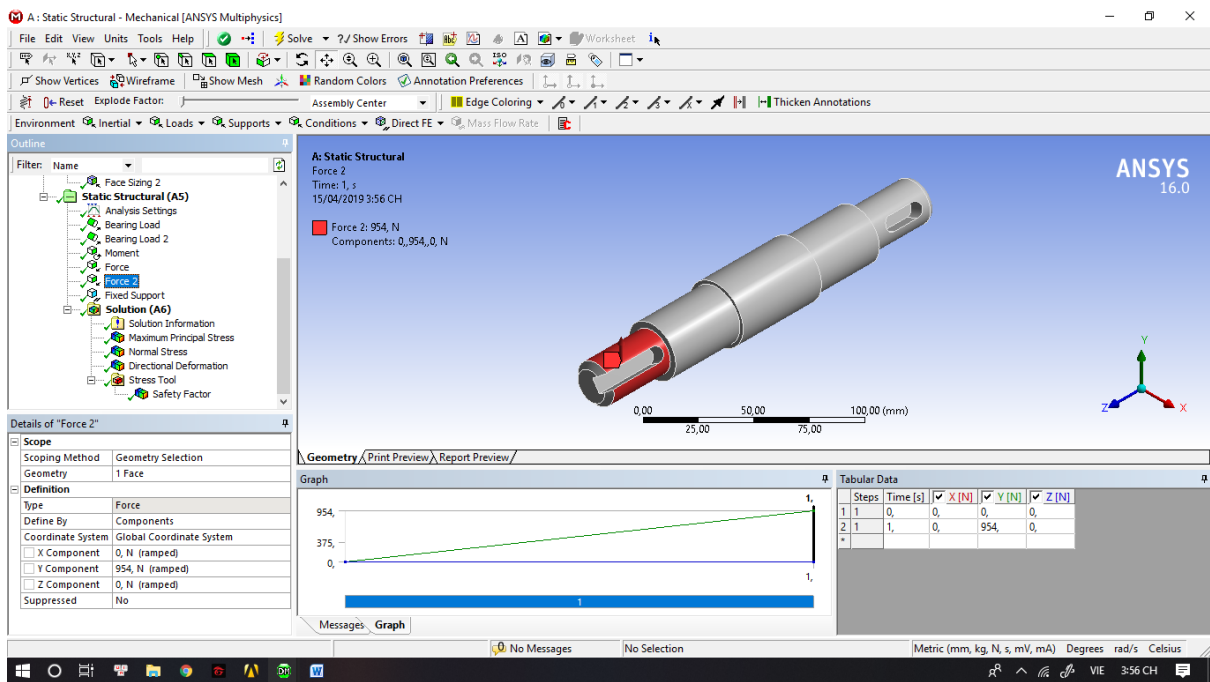 A : Static Structural - Mechanical [ANSYS Multiphysics]
File Edit View Units Tools Help Solve ?/ Show Errors Worksheet
Show Vertices Wireframe Show Mesh Random Colors Annotation Preferences
Reset Explode Factor: Assembly Center Edge Coloring Thicken Annotations
Environment Inertial Loads Supports Conditions Direct FE Mass Flow Rate
Outline
Filter: Name
Face Sizing 2
Static Structural (A5)
Analysis Settings
Bearing Load
Bearing Load 2
Moment
Force
Force 2
Fixed Support
Solution (A6)
Solution Information
Maximum Principal Stress
Normal Stress
Directional Deformation
Stress Tool
Safety Factor
Details of "Force 2"
Scope
Scoping Method Geometry Selection
Geometry 1 Face
Definition
Type Force
Define By Components
Coordinate System Global Coordinate System
X Component 0, N (ramped)
Y Component 954, N (ramped)
Z Component 0, N (ramped)
Suppressed No
A: Static Structural
Force 2
Time: 1, s
15/04/2019 3:56 CH
Force 2: 954, N
Components: 0,,954,,0, N
ANSYS
16.0
Y
Z X
0,00 50,00 100,00 (mm)
25,00 75,00
Geometry Print Preview Report Preview
Graph
1,
954,
375,
0,
1,
1
Messages Graph
Tabular Data
Steps Time [s] X [N] Y [N] Z [N]
1 1 0, 0, 0, 0,
2 1 1, 0, 954, 0,
*
0 No Messages No Selection Metric (mm, kg, N, s, mV, mA) Degrees rad/s Celsius
VIE 3:56 CH